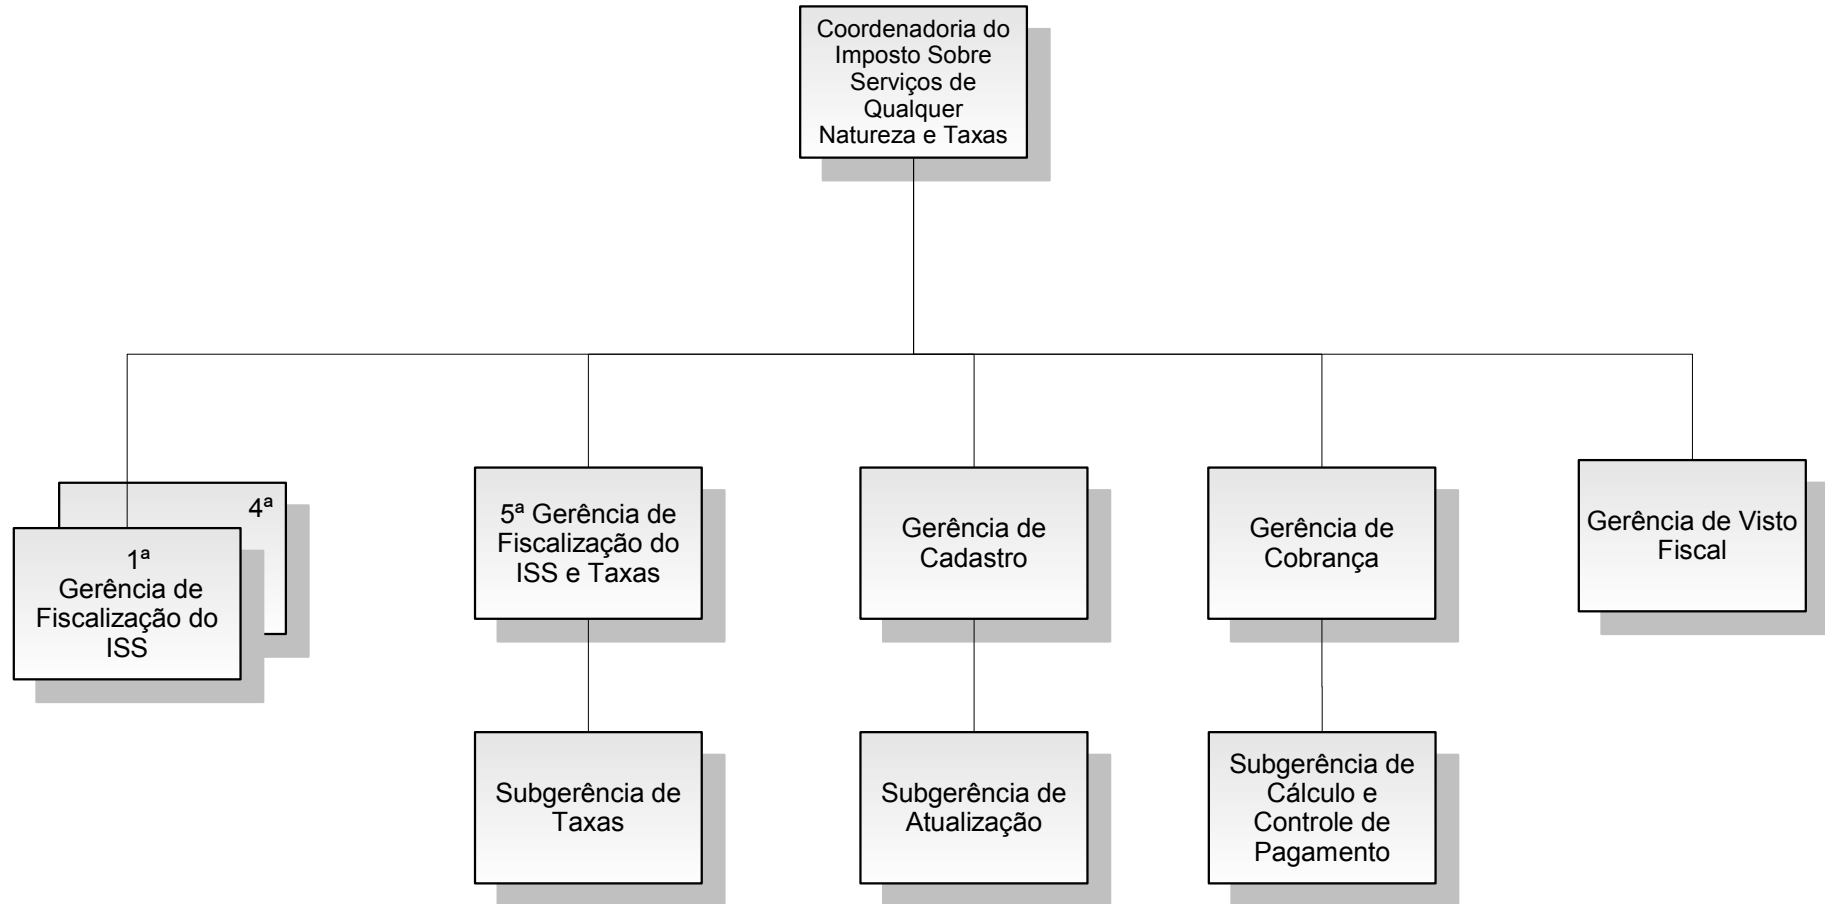 Coordenadoria do
Imposto Sobre
Serviços de
Qualquer
Natureza e Taxas
4ª
1ª
Gerência de
Fiscalização do
ISS
5ª Gerência de
Fiscalização do
ISS e Taxas
Gerência de
Cadastro
Gerência de
Cobrança
Gerência de Visto
Fiscal
Subgerência de
Taxas
Subgerência de
Atualização
Subgerência de
Cálculo e
Controle de
Pagamento